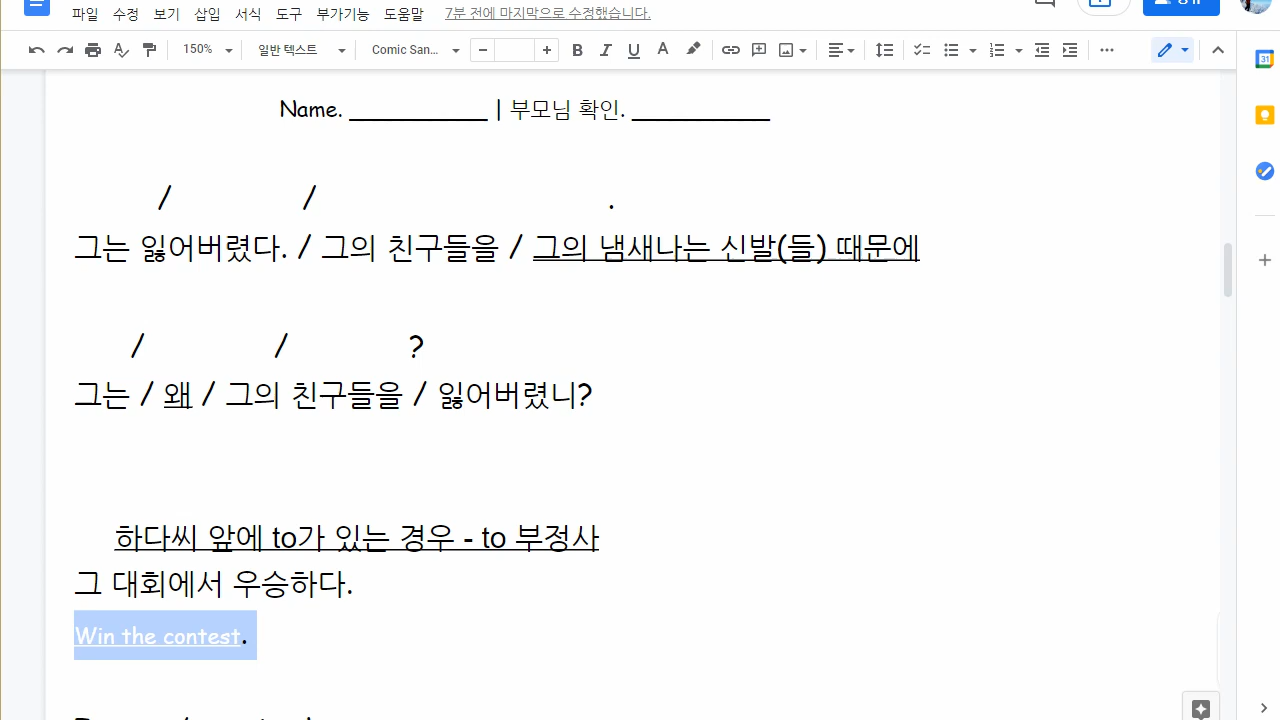 파일 수정 보기 삽입 서식 도구 부가기능 도움말 7분 전에 마지막으로 수정했습니다.
150% 일반 텍스트 Comic San... − + B I U A
Name. __________ | 부모님 확인. __________
/ / .
그는 잃어버렸다. / 그의 친구들을 / 그의 냄새나는 신발(들) 때문에
/ / ?
그는 / 왜 / 그의 친구들을 / 잃어버렸니?
하다씨 앞에 to가 있는 경우 - to 부정사
그 대회에서 우승하다.
Win the contest.